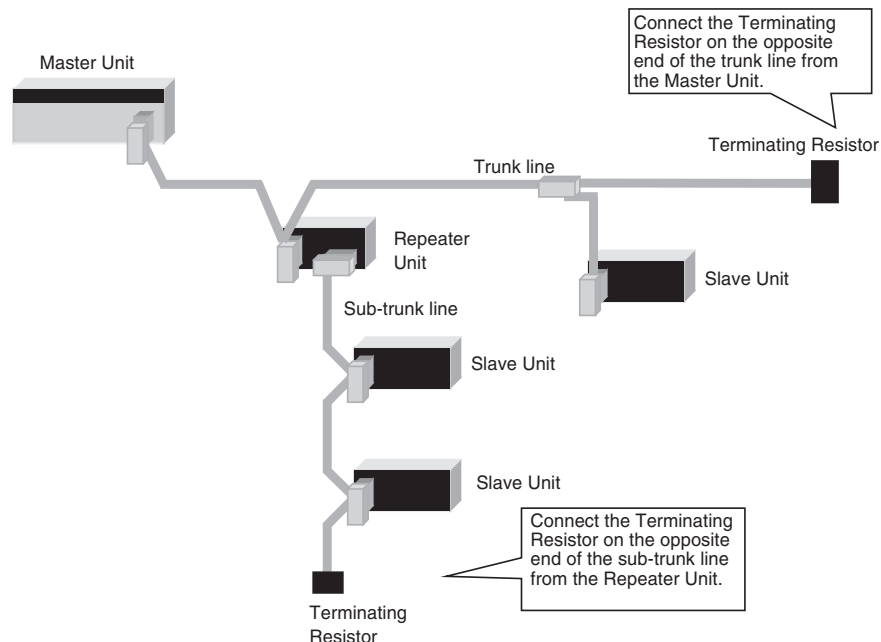 Connect the Terminating
Resistor on the opposite
end of the trunk line from
the Master Unit.
Master Unit
Terminating Resistor
Trunk line
Repeater
Unit
Slave Unit
Sub-trunk line
Slave Unit
Slave Unit
Connect the Terminating
Resistor on the opposite
end of the sub-trunk line
from the Repeater Unit.
Terminating
Resistor